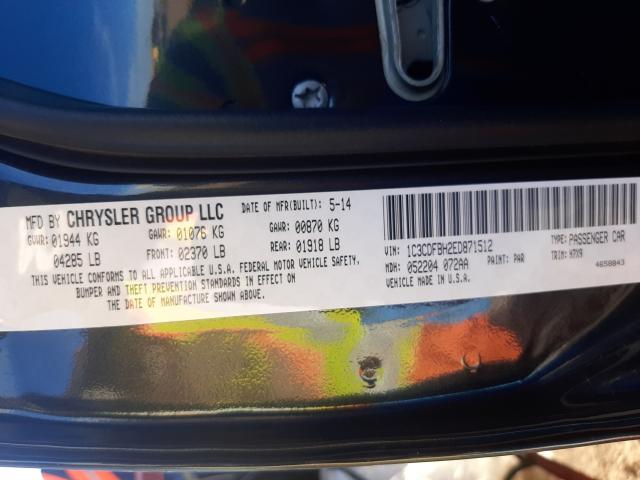 MFD BY CHRYSLER GROUP LLC DATE OF MFR(BUILT): 5-14
GVWR: 01944 KG GAWR: 01076 KG GAWR: 00870 KG
04285 LB FRONT: 02370 LB REAR: 01918 LB
THIS VEHICLE CONFORMS TO ALL APPLICABLE U.S.A. FEDERAL MOTOR VEHICLE SAFETY,
BUMPER AND THEFT PREVENTION STANDARDS IN EFFECT ON
THE DATE OF MANUFACTURE SHOWN ABOVE.
VIN: 1C3CDFBH2ED871512 TYPE: PASSENGER CAR
MDH: 052204 072AA PAINT: PAR TRIM: H7X9
MADE IN U.S.A. 4658843